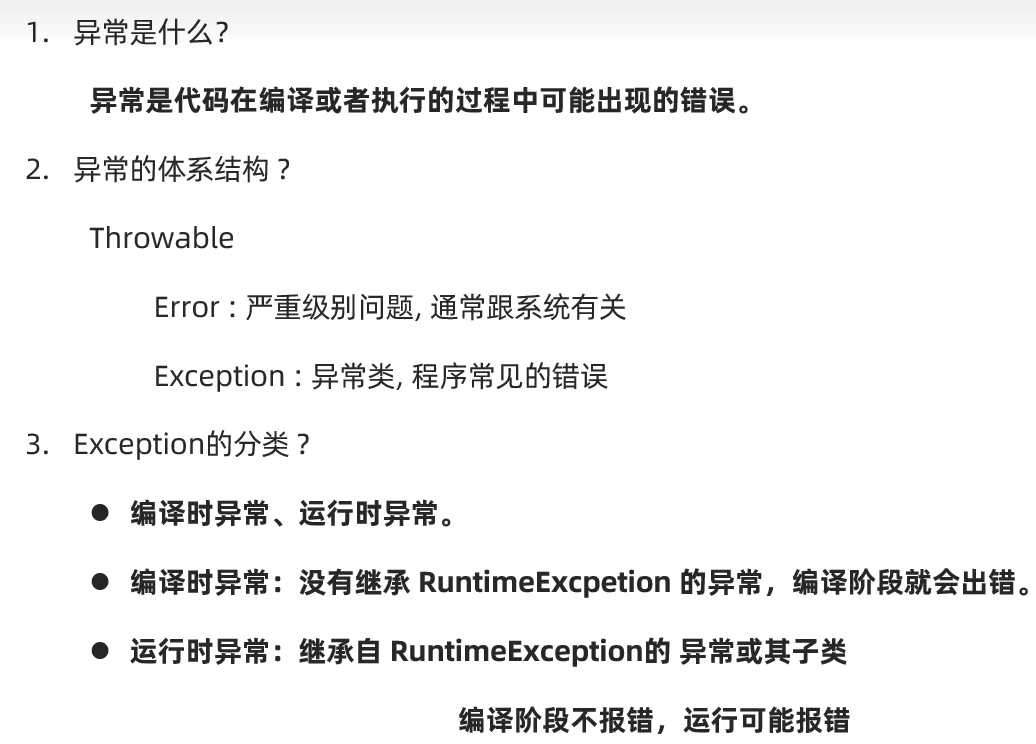 1. 异常是什么?
异常是代码在编译或者执行的过程中可能出现的错误。
2. 异常的体系结构？
Throwable
Error : 严重级别问题, 通常跟系统有关
Exception : 异常类, 程序常见的错误
3. Exception的分类？
● 编译时异常、运行时异常。
● 编译时异常：没有继承 RuntimeExcpetion 的异常，编译阶段就会出错。
● 运行时异常：继承自 RuntimeException的 异常或其子类
编译阶段不报错，运行可能报错